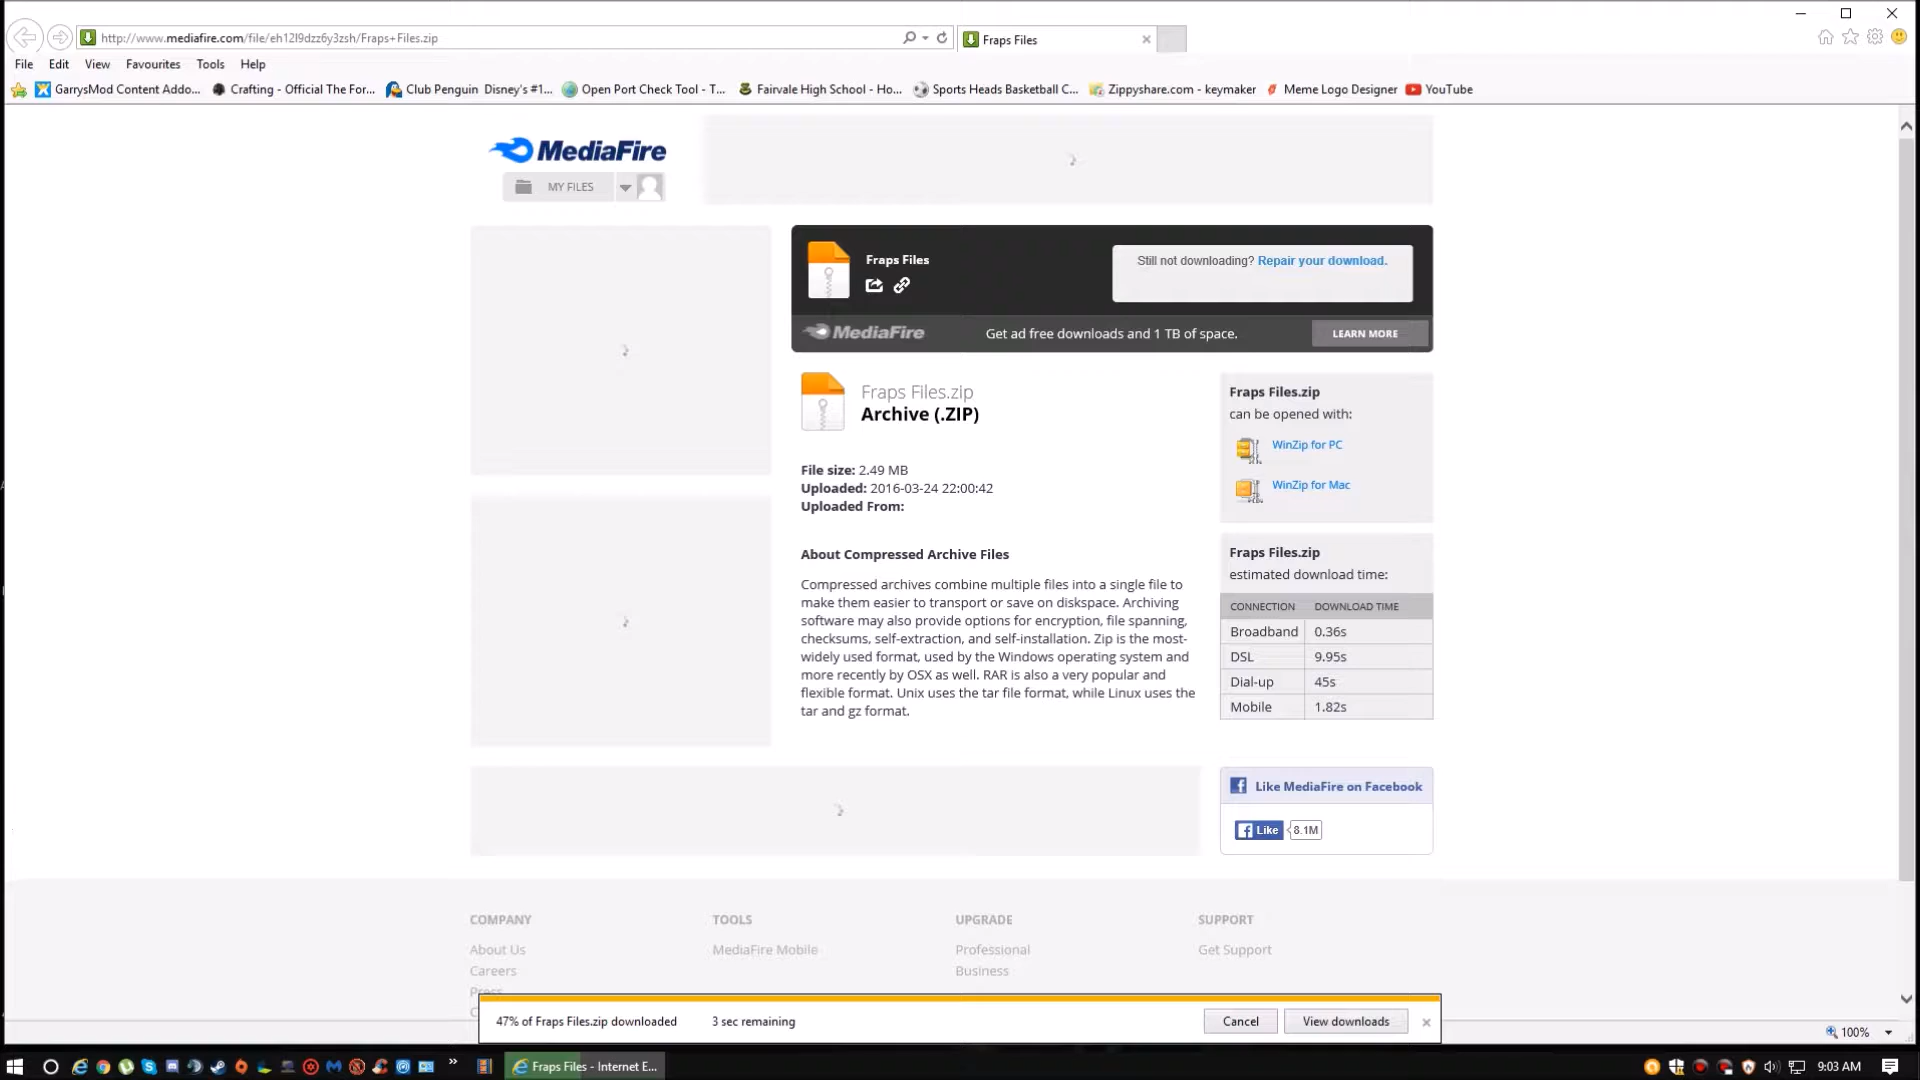 http://www.mediafire.com/file/eh12l9dzz6y3zsh/Fraps+Files.zip
Fraps Files
File Edit View Favourites Tools Help
GarrysMod Content Addo... Crafting - Official The For... Club Penguin Disney's #1... Open Port Check Tool - T... Fairvale High School - Ho... Sports Heads Basketball C... Zippyshare.com - keymaker Meme Logo Designer YouTube
MediaFire
MY FILES
Fraps Files
Still not downloading? Repair your download.
MediaFire
Get ad free downloads and 1 TB of space.
LEARN MORE
Fraps Files.zip
Archive (.ZIP)
File size: 2.49 MB
Uploaded: 2016-03-24 22:00:42
Uploaded From:
About Compressed Archive Files
Compressed archives combine multiple files into a single file to
make them easier to transport or save on diskspace. Archiving
software may also provide options for encryption, file spanning,
checksums, self-extraction, and self-installation. Zip is the most-
widely used format, used by the Windows operating system and
more recently by OSX as well. RAR is also a very popular and
flexible format. Unix uses the tar file format, while Linux uses the
tar and gz format.
Fraps Files.zip
can be opened with:
WinZip for PC
WinZip for Mac
Fraps Files.zip
estimated download time:
CONNECTION DOWNLOAD TIME
Broadband 0.36s
DSL 9.95s
Dial-up 45s
Mobile 1.82s
Like MediaFire on Facebook
Like 8.1M
COMPANY
About Us
Careers
Press
TOOLS
MediaFire Mobile
UPGRADE
Professional
Business
SUPPORT
Get Support
47% of Fraps Files.zip downloaded 3 sec remaining
Cancel
View downloads
100%
Fraps Files - Internet E...
9:03 AM